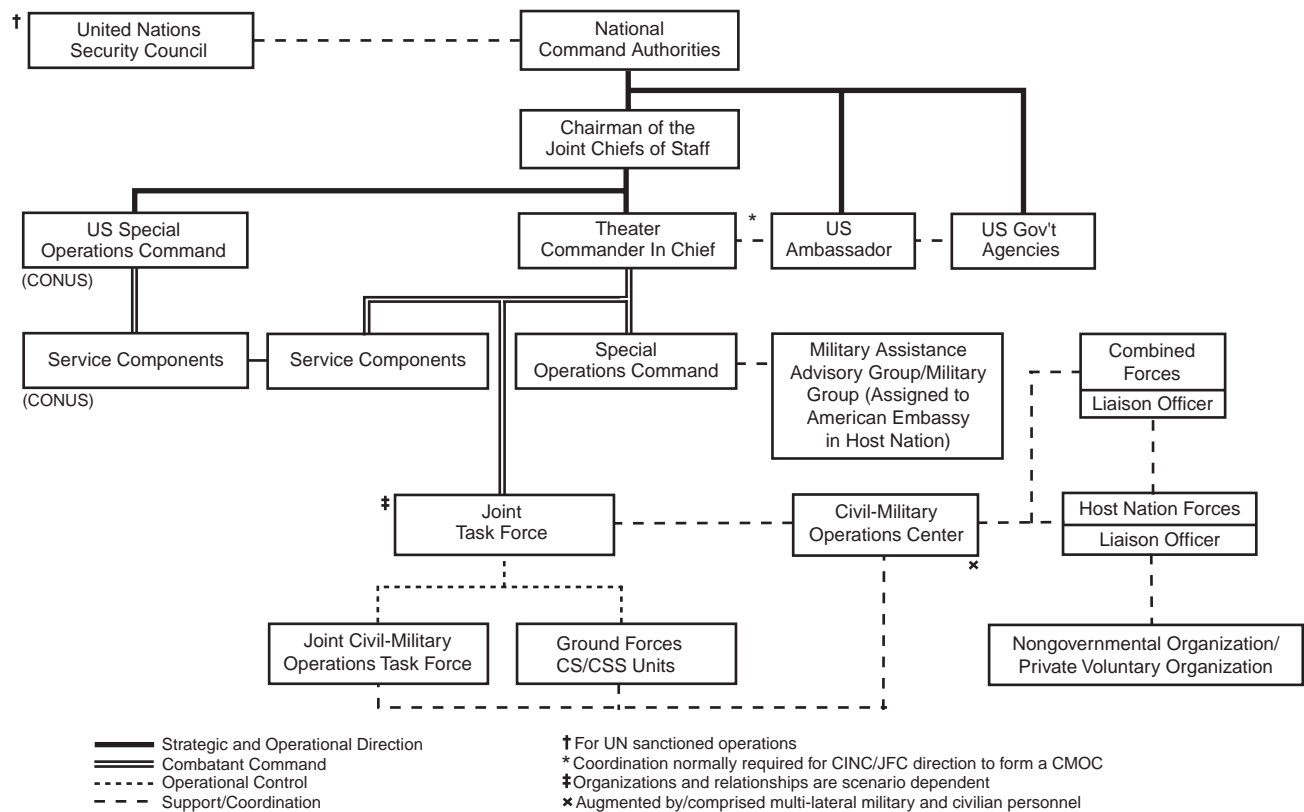 †
United Nations
Security Council
National
Command Authorities
Chairman of the
Joint Chiefs of Staff
US Special
Operations Command
(CONUS)
Theater
Commander In Chief
*
US
Ambassador
US Gov't
Agencies
Service Components
(CONUS)
Service Components
Special
Operations Command
Military Assistance
Advisory Group/Military
Group (Assigned to
American Embassy
in Host Nation)
Combined
Forces
Liaison Officer
‡
Joint
Task Force
Civil-Military
Operations Center
×
Host Nation Forces
Liaison Officer
Joint Civil-Military
Operations Task Force
Ground Forces
CS/CSS Units
Nongovernmental Organization/
Private Voluntary Organization
Strategic and Operational Direction
Combatant Command
Operational Control
Support/Coordination
† For UN sanctioned operations
* Coordination normally required for CINC/JFC direction to form a CMOC
‡ Organizations and relationships are scenario dependent
× Augmented by/comprised multi-lateral military and civilian personnel